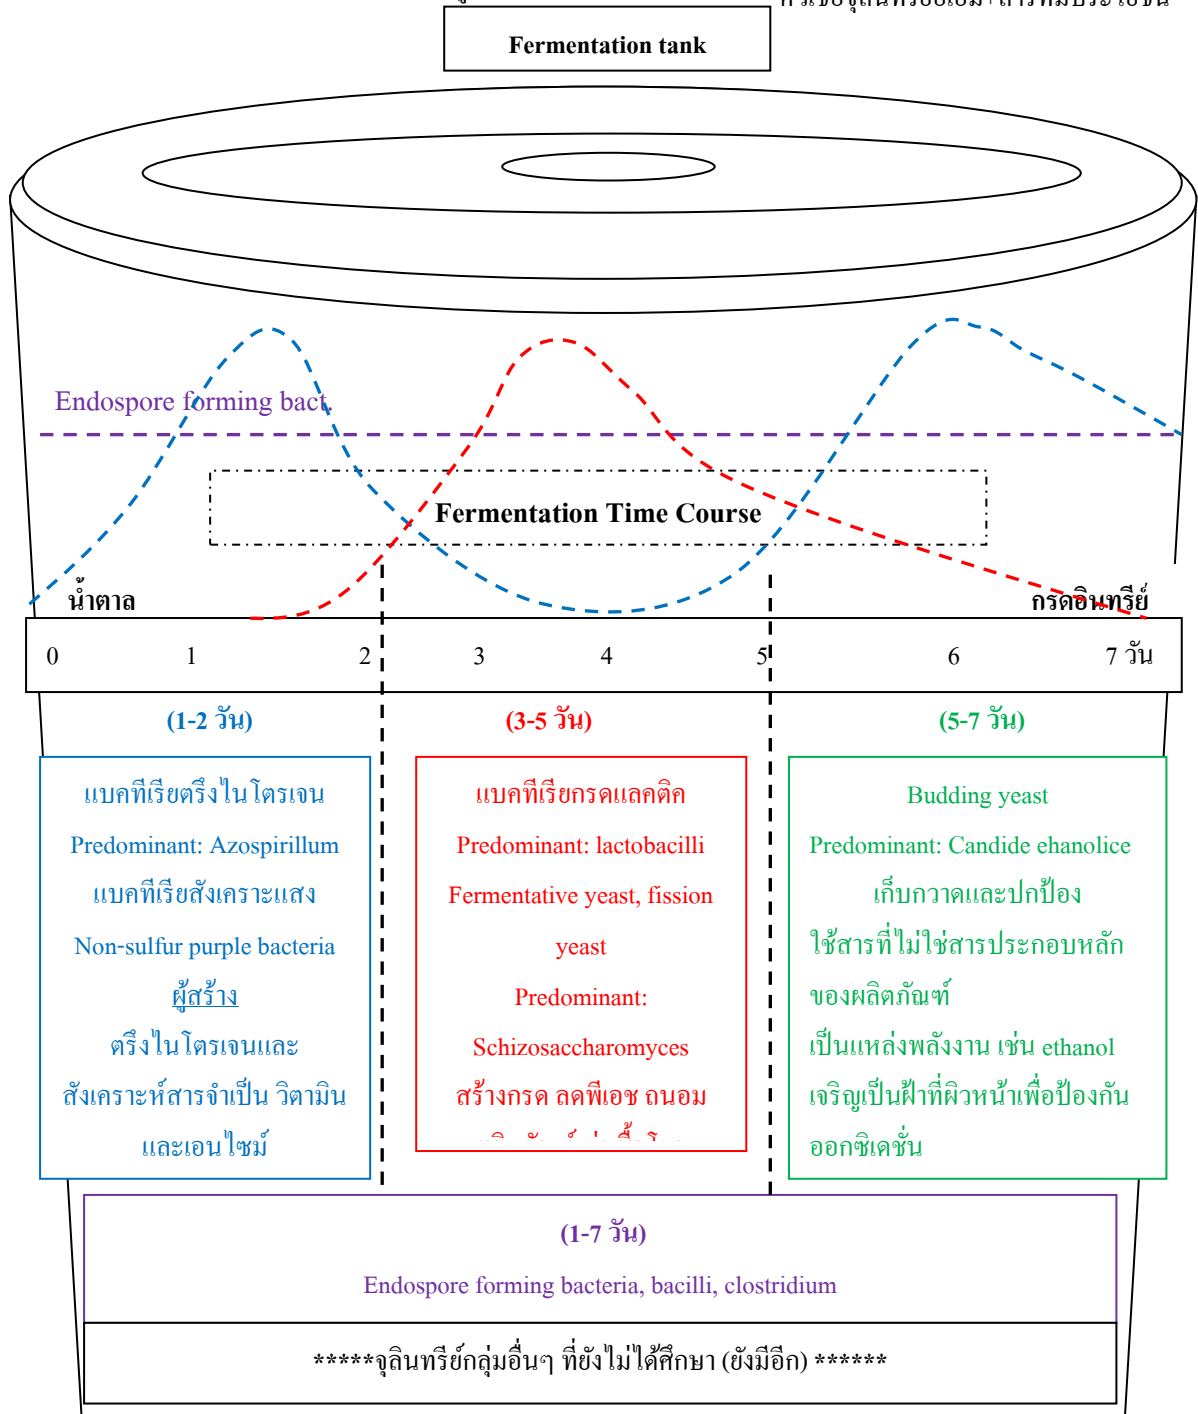 Fermentation tank
Endospore forming bact.
Fermentation Time Course
น้ำตาล
กรดอินทรีย์
0 1 2 3 4 5 6 7 วัน
(1-2 วัน)
แบคทีเรียตรึงไนโตรเจน
Predominant: Azospirillum
แบคทีเรียสังเคราะแสง
Non-sulfur purple bacteria
ผู้สร้าง
ตรึงไนโตรเจนและ
สังเคราะห์สารจำเป็น วิตามิน
และเอนไซม์
(3-5 วัน)
แบคทีเรียกรดแลคติค
Predominant: lactobacilli
Fermentative yeast, fission
yeast
Predominant:
Schizosaccharomyces
สร้างกรด ลดพีเอช ถนอม
(5-7 วัน)
Budding yeast
Predominant: Candide ehanolice
เก็บกวาดและปกป้อง
ใช้สารที่ไม่ใช่สารประกอบหลัก
ของผลิตภัณฑ์
เป็นแหล่งพลังงาน เช่น ethanol
เจริญเป็นฝ้าที่ผิวหน้าเพื่อป้องกัน
ออกซิเดชั่น
(1-7 วัน)
Endospore forming bacteria, bacilli, clostridium
*****จุลินทรีย์กลุ่มอื่นๆ ที่ยังไม่ได้ศึกษา (ยังมีอีก) ******